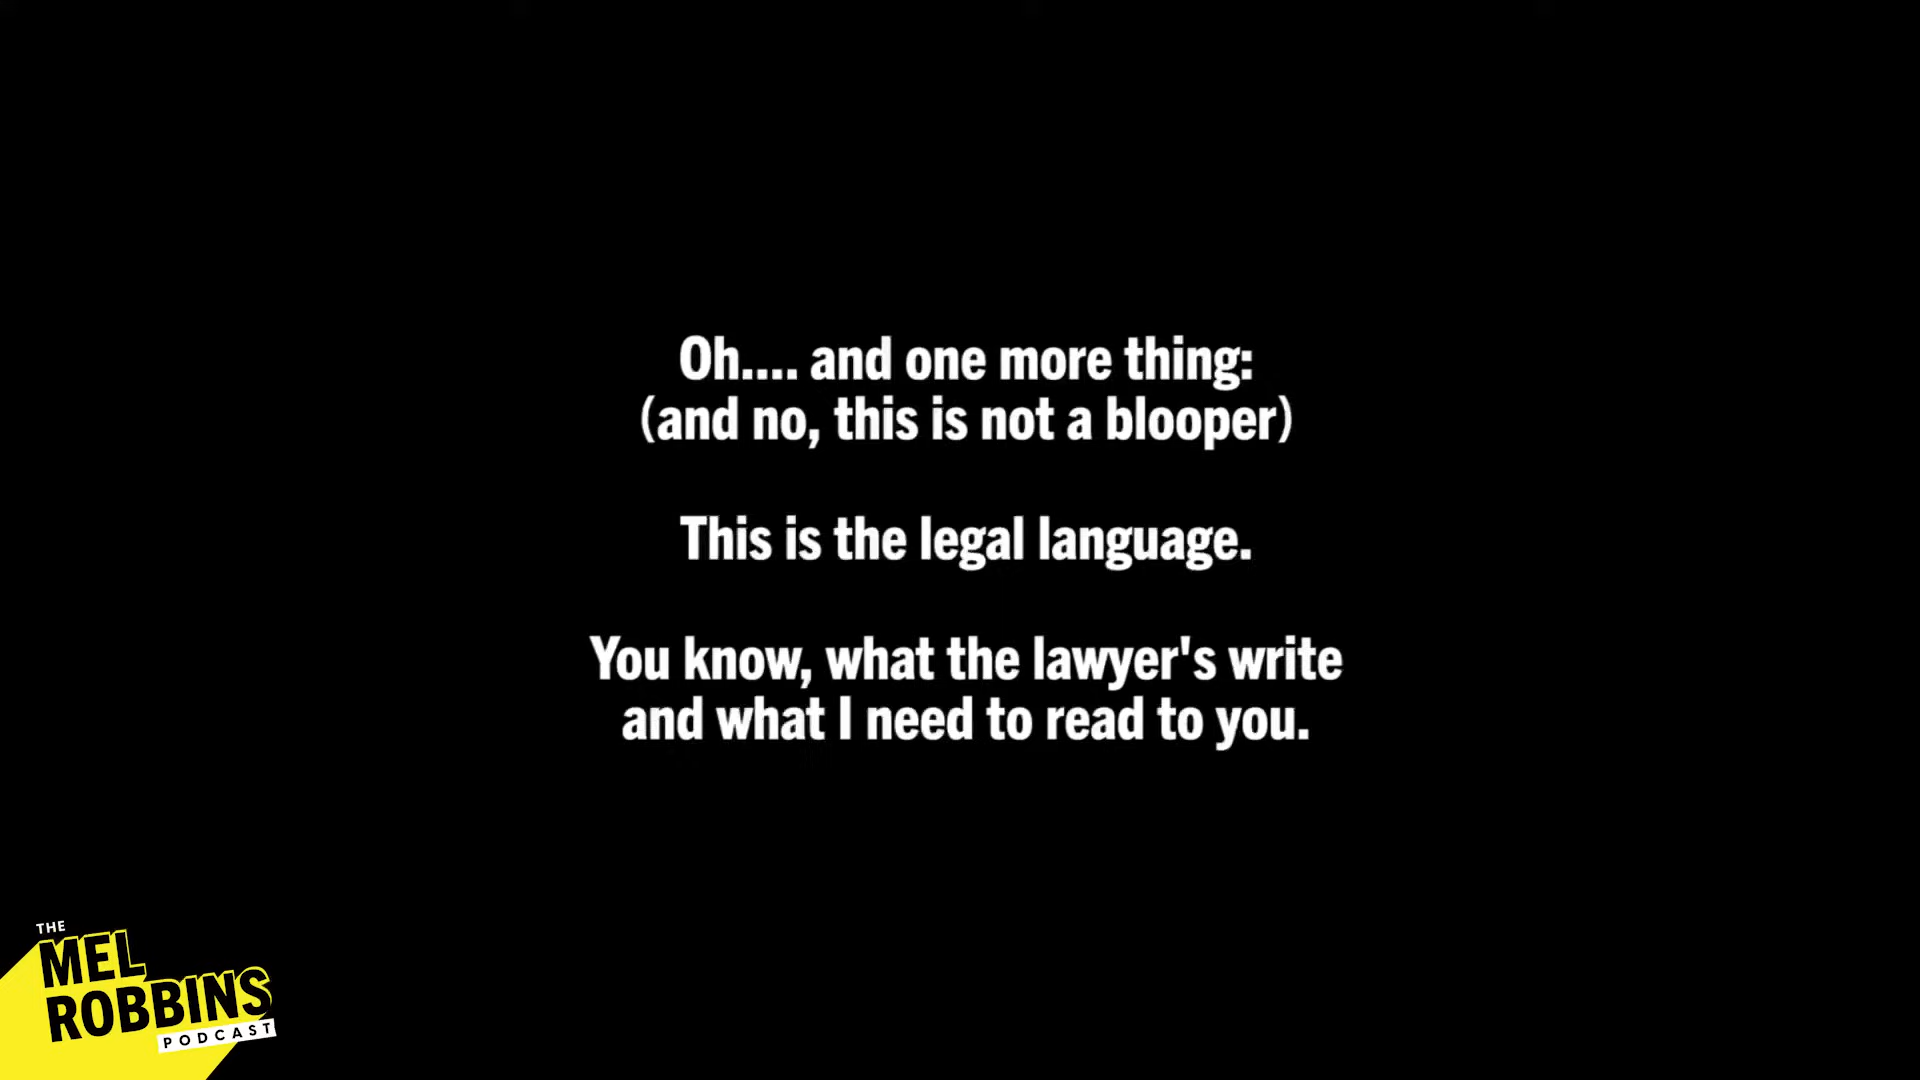 Oh.... and one more thing:
(and no, this is not a blooper)
This is the legal language.
You know, what the lawyer's write
and what I need to read to you.
THE
MEL
ROBBINS
PODCAST